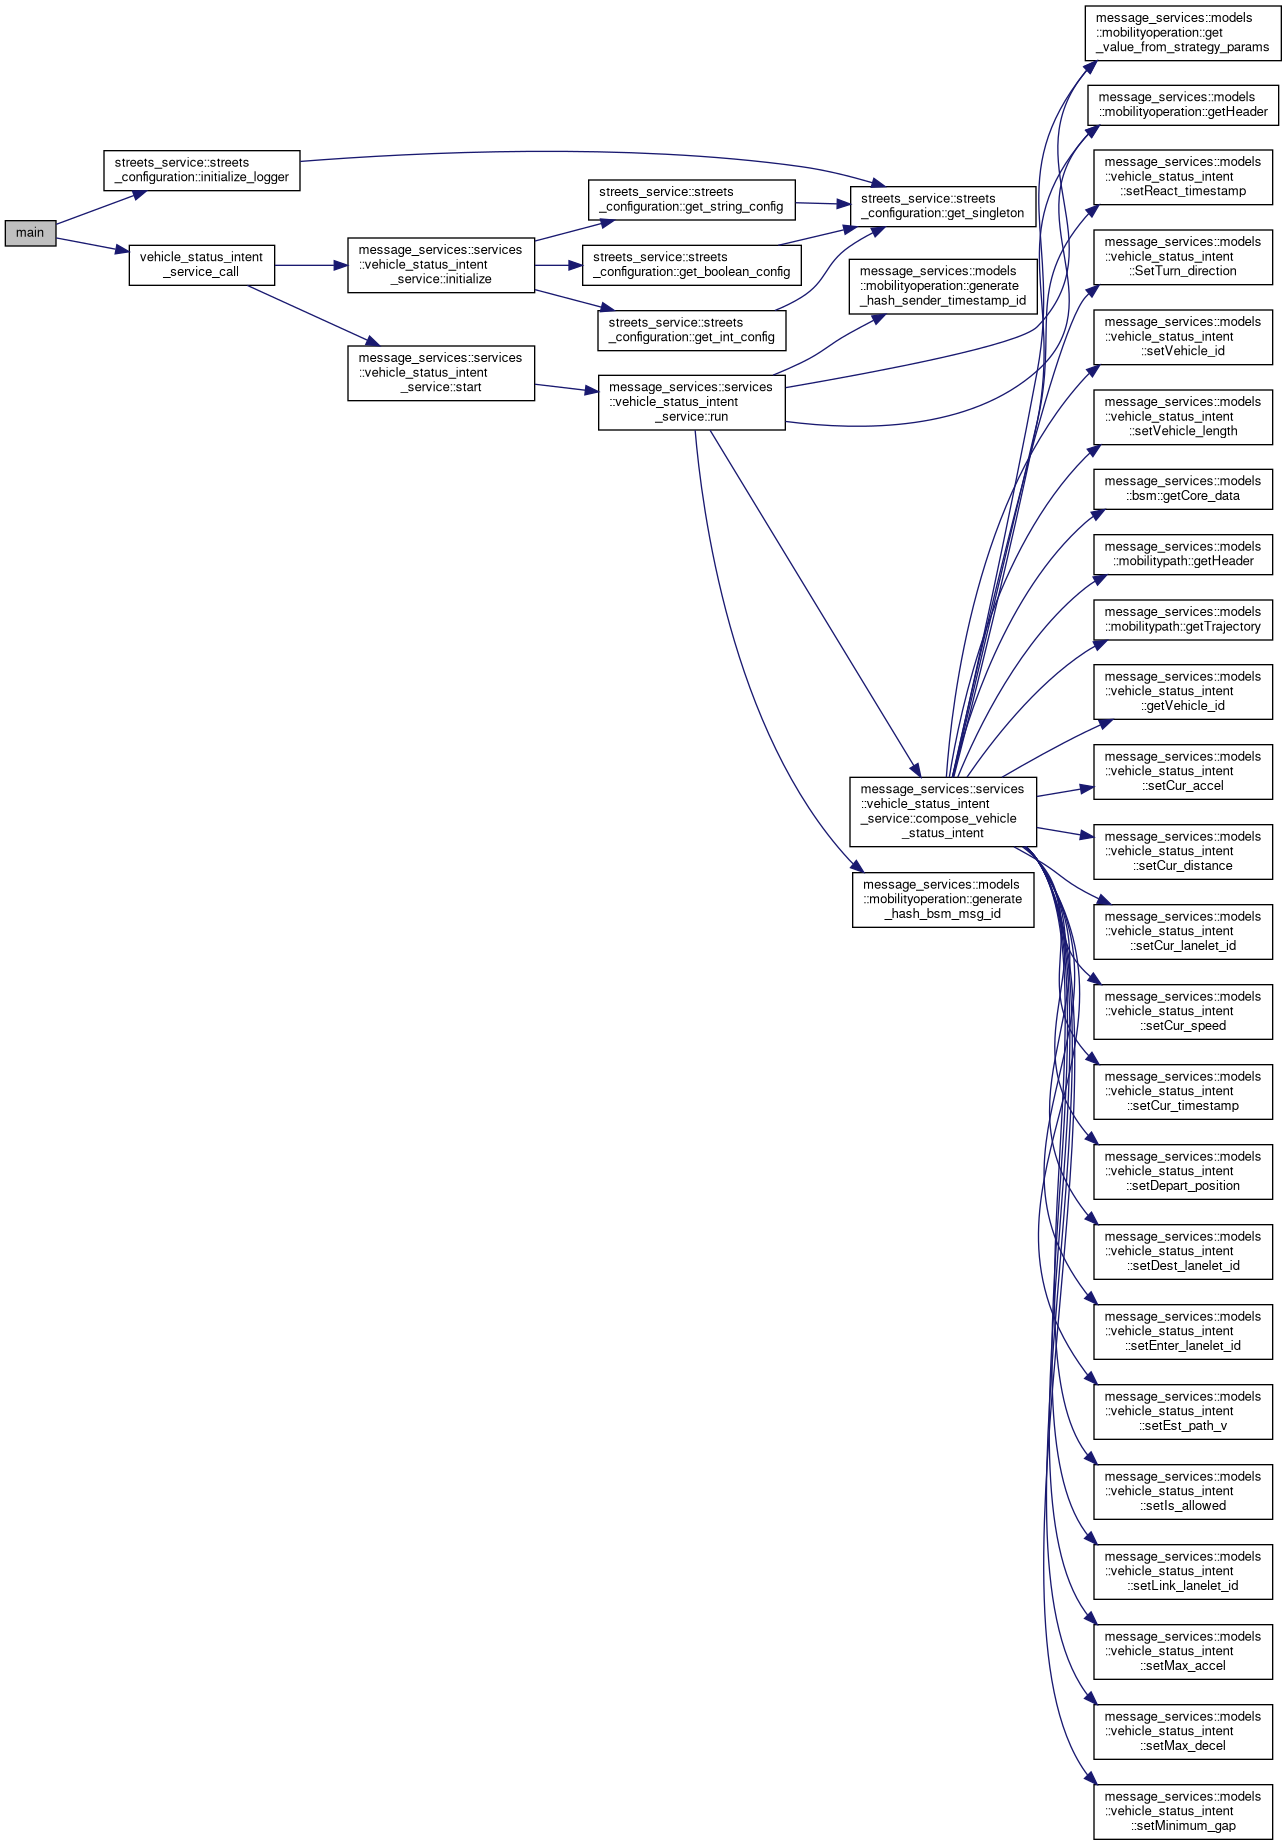 main
streets_service::streets
_configuration::initialize_logger
vehicle_status_intent
_service_call
message_services::services
::vehicle_status_intent
_service::initialize
message_services::services
::vehicle_status_intent
_service::start
streets_service::streets
_configuration::get_string_config
streets_service::streets
_configuration::get_boolean_config
streets_service::streets
_configuration::get_int_config
message_services::services
::vehicle_status_intent
_service::run
streets_service::streets
_configuration::get_singleton
message_services::models
::mobilityoperation::generate
_hash_sender_timestamp_id
message_services::services
::vehicle_status_intent
_service::compose_vehicle
_status_intent
message_services::models
::mobilityoperation::generate
_hash_bsm_msg_id
message_services::models
::mobilityoperation::get
_value_from_strategy_params
message_services::models
::mobilityoperation::getHeader
message_services::models
::vehicle_status_intent
::setReact_timestamp
message_services::models
::vehicle_status_intent
::SetTurn_direction
message_services::models
::vehicle_status_intent
::setVehicle_id
message_services::models
::vehicle_status_intent
::setVehicle_length
message_services::models
::bsm::getCore_data
message_services::models
::mobilitypath::getHeader
message_services::models
::mobilitypath::getTrajectory
message_services::models
::vehicle_status_intent
::getVehicle_id
message_services::models
::vehicle_status_intent
::setCur_accel
message_services::models
::vehicle_status_intent
::setCur_distance
message_services::models
::vehicle_status_intent
::setCur_lanelet_id
message_services::models
::vehicle_status_intent
::setCur_speed
message_services::models
::vehicle_status_intent
::setCur_timestamp
message_services::models
::vehicle_status_intent
::setDepart_position
message_services::models
::vehicle_status_intent
::setDest_lanelet_id
message_services::models
::vehicle_status_intent
::setEnter_lanelet_id
message_services::models
::vehicle_status_intent
::setEst_path_v
message_services::models
::vehicle_status_intent
::setIs_allowed
message_services::models
::vehicle_status_intent
::setLink_lanelet_id
message_services::models
::vehicle_status_intent
::setMax_accel
message_services::models
::vehicle_status_intent
::setMax_decel
message_services::models
::vehicle_status_intent
::setMinimum_gap